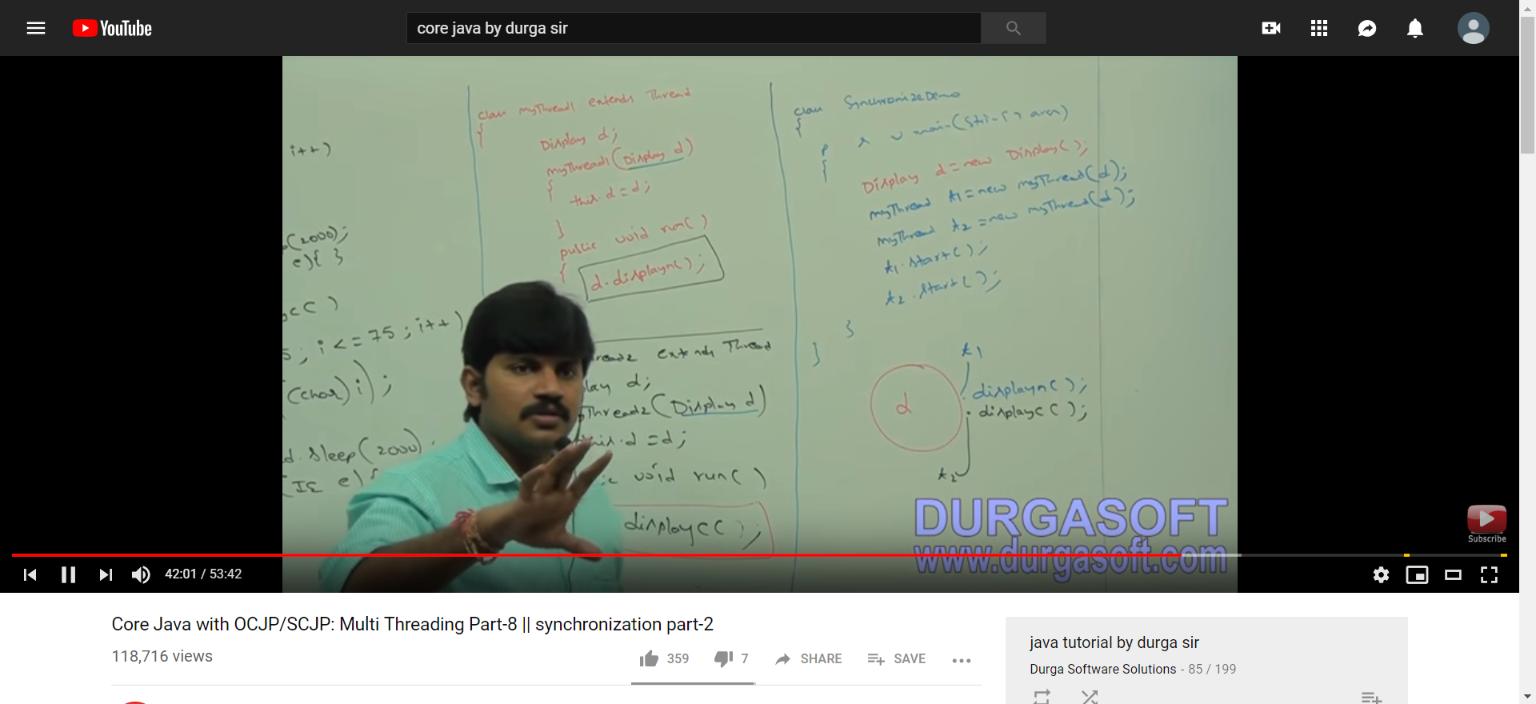 YouTube
core java by durga sir
i++)
(2000);
e){ }
C )
i <= 75 ; i++)
(char) i);
d.sleep(2000)
(IE e){
class myThread1 extends Thread
{
Display d;
myThread1(Display d)
{
this.d = d;
}
public void run()
{
d.displayn();
extends Thread
d;
Thread2(Display d)
this.d = d;
void run()
displayc();
class SynchronizeDemo
{
P S V main(String[] args)
{
Display d = new Display();
myThread t1 = new myThread(d);
myThread t2 = new myThread(d);
t1.start();
t2.start();
}
}
t1
d
displayn();
displayc();
t2
DURGASOFT
www.durgasoft.com
Subscribe
42:01 / 53:42
Core Java with OCJP/SCJP: Multi Threading Part-8 || synchronization part-2
118,716 views
359
7
SHARE
SAVE
java tutorial by durga sir
Durga Software Solutions - 85 / 199